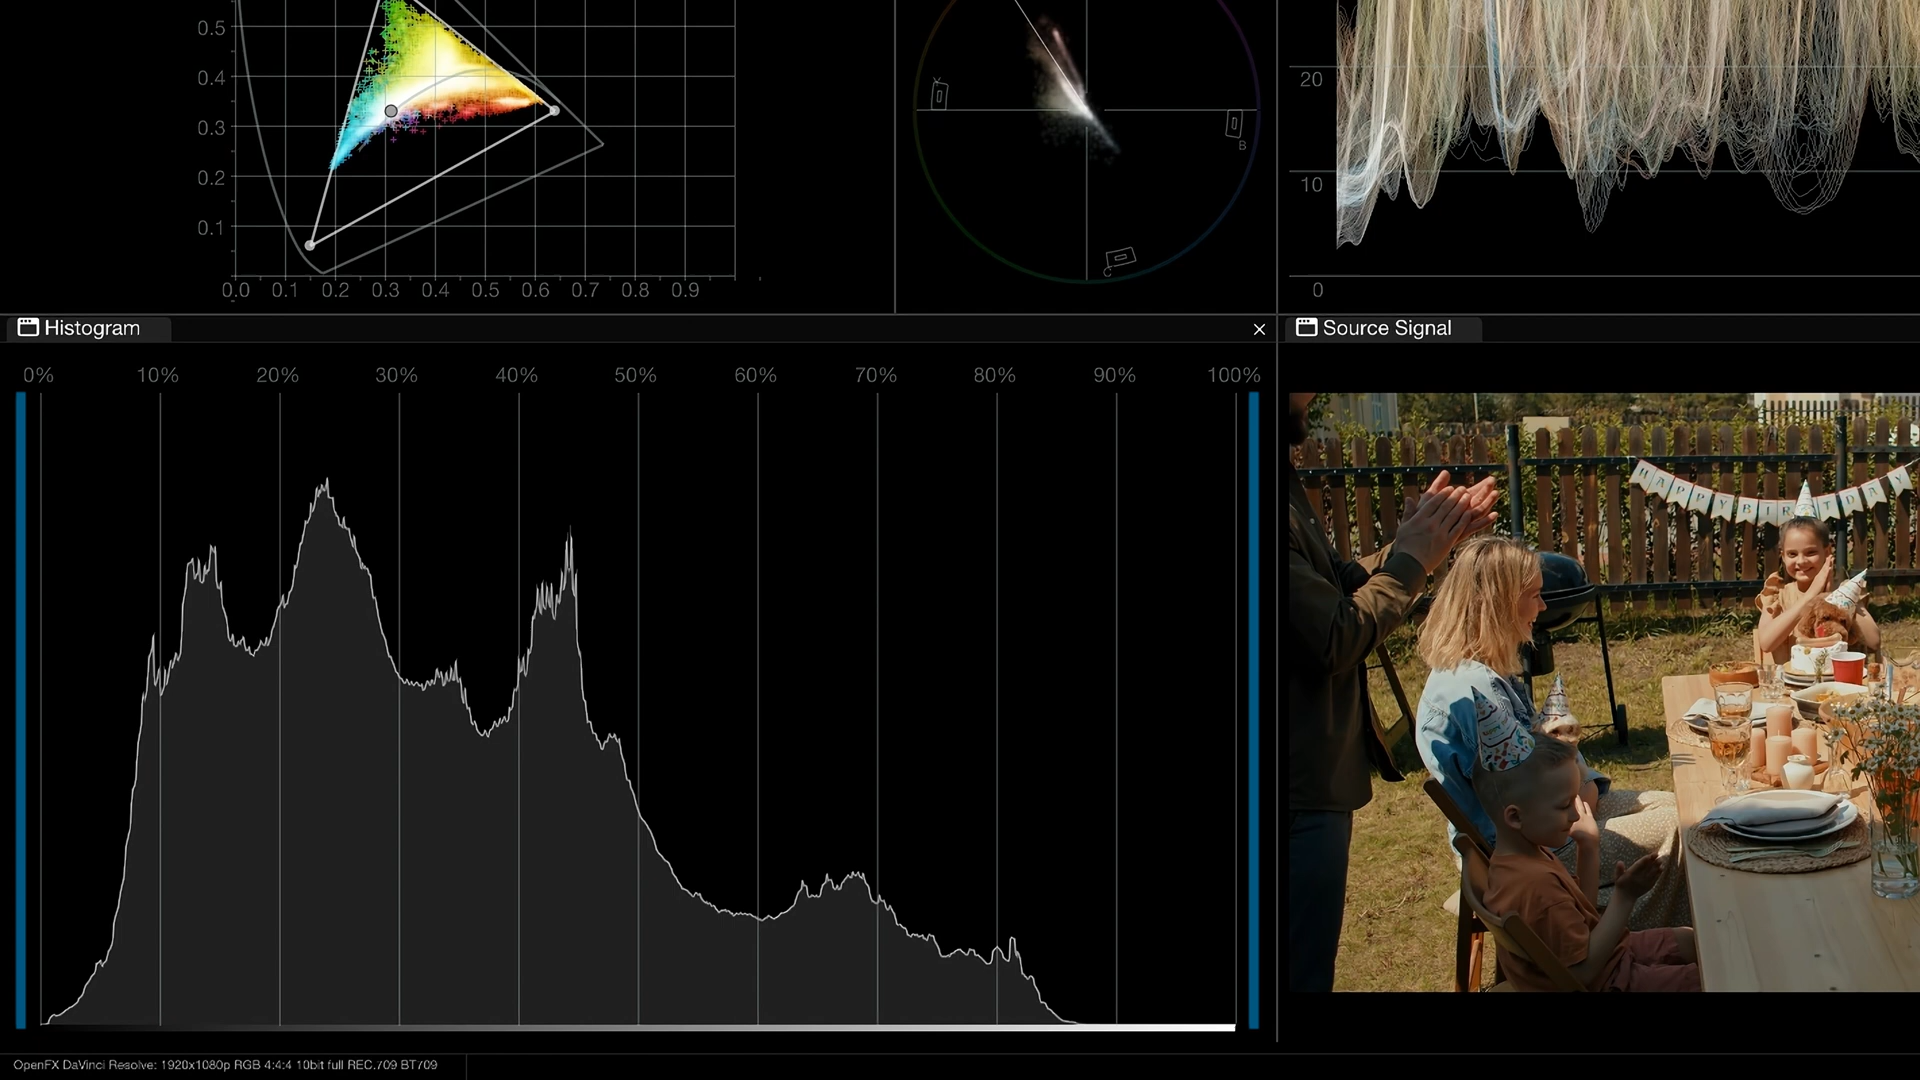 0.5
0.4
0.3
0.2
0.1
0.0 0.1 0.2 0.3 0.4 0.5 0.6 0.7 0.8 0.9
Y
B
C
20
10
0
Histogram
0% 10% 20% 30% 40% 50% 60% 70% 80% 90% 100%
Source Signal
HAPPY BIRTHDAY
OpenFX DaVinci Resolve: 1920x1080p RGB 4:4:4 10bit full REC.709 BT709